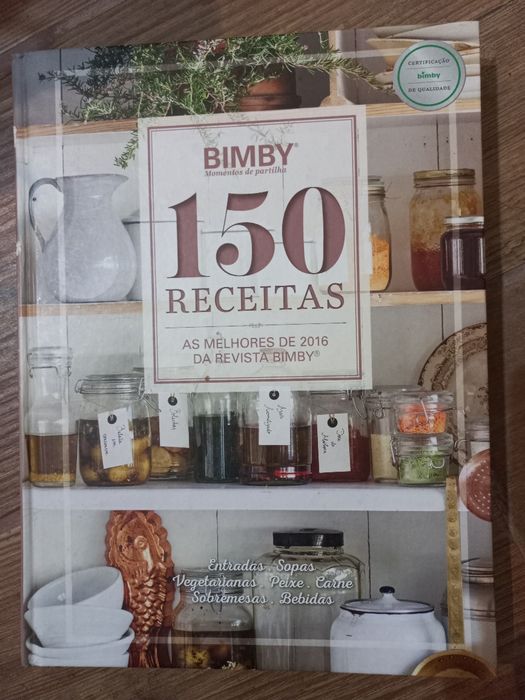 CERTIFICAÇÃO
bimby
DE QUALIDADE
BIMBY®
Momentos de partilha
150
RECEITAS
AS MELHORES DE 2016
DA REVISTA BIMBY®
Entradas . Sopas
Vegetarianas . Peixe . Carne
Sobremesas . Bebidas